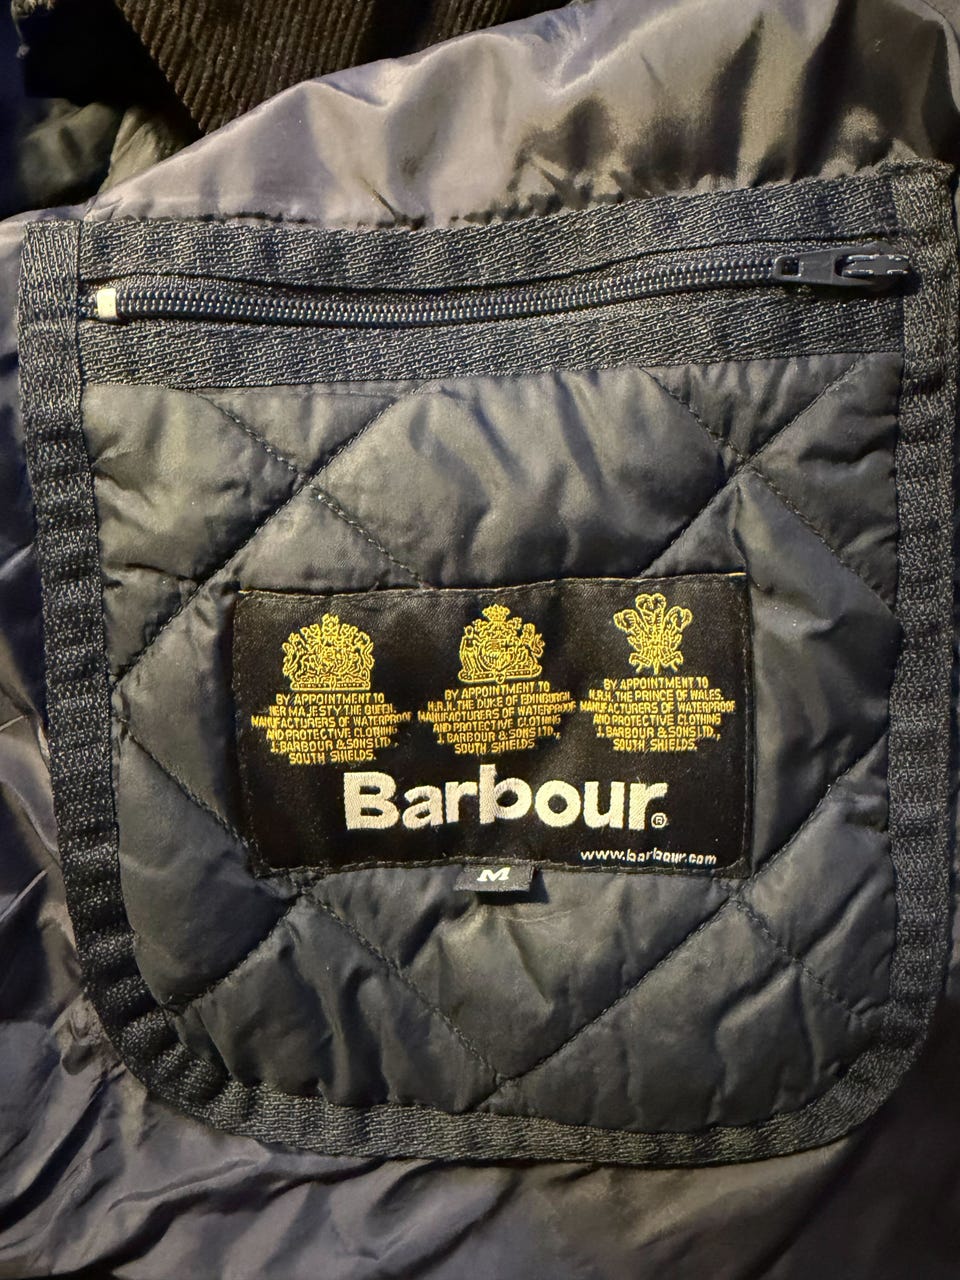 BY APPOINTMENT TO
HER MAJESTY THE QUEEN,
MANUFACTURERS OF WATERPROOF
AND PROTECTIVE CLOTHING
J. BARBOUR & SONS LTD.,
SOUTH SHIELDS.
BY APPOINTMENT TO
H.R.H. THE DUKE OF EDINBURGH,
MANUFACTURERS OF WATERPROOF
AND PROTECTIVE CLOTHING
J. BARBOUR & SONS LTD.,
SOUTH SHIELDS.
BY APPOINTMENT TO
H.R.H. THE PRINCE OF WALES,
MANUFACTURERS OF WATERPROOF
AND PROTECTIVE CLOTHING
J. BARBOUR & SONS LTD.,
SOUTH SHIELDS.
Barbour®
www.barbour.com
M